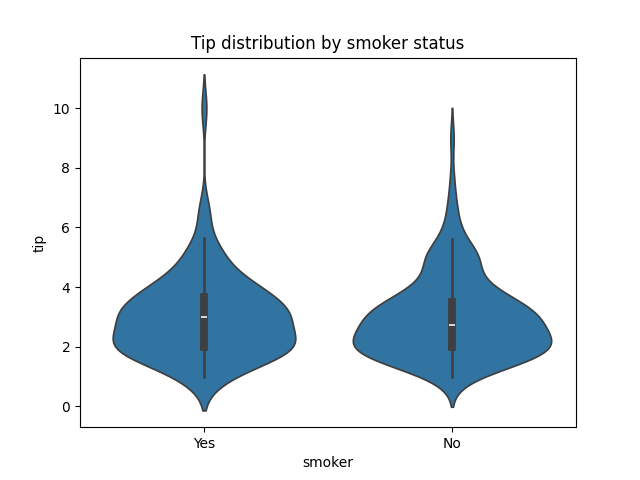 Tip distribution by smoker status
tip
10
8
6
4
2
0
Yes
No
smoker